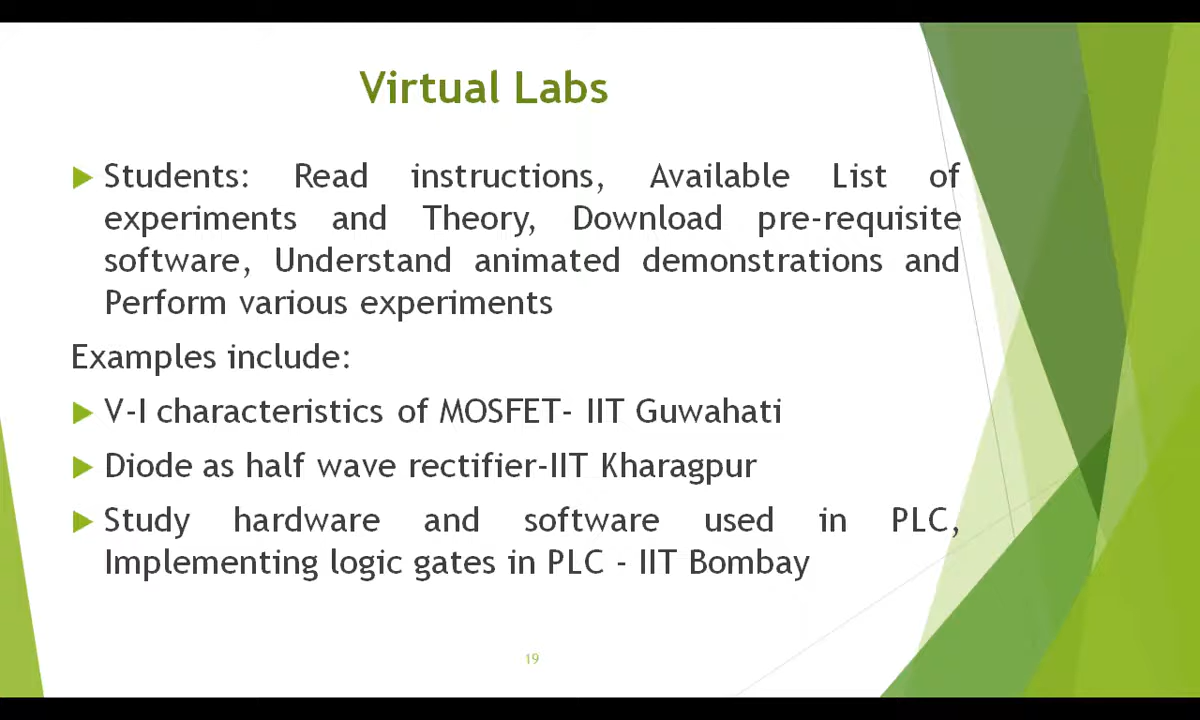 Virtual Labs
Students: Read instructions, Available List of
experiments and Theory, Download pre-requisite
software, Understand animated demonstrations and
Perform various experiments
Examples include:
V-I characteristics of MOSFET- IIT Guwahati
Diode as half wave rectifier-IIT Kharagpur
Study hardware and software used in PLC,
Implementing logic gates in PLC - IIT Bombay
19